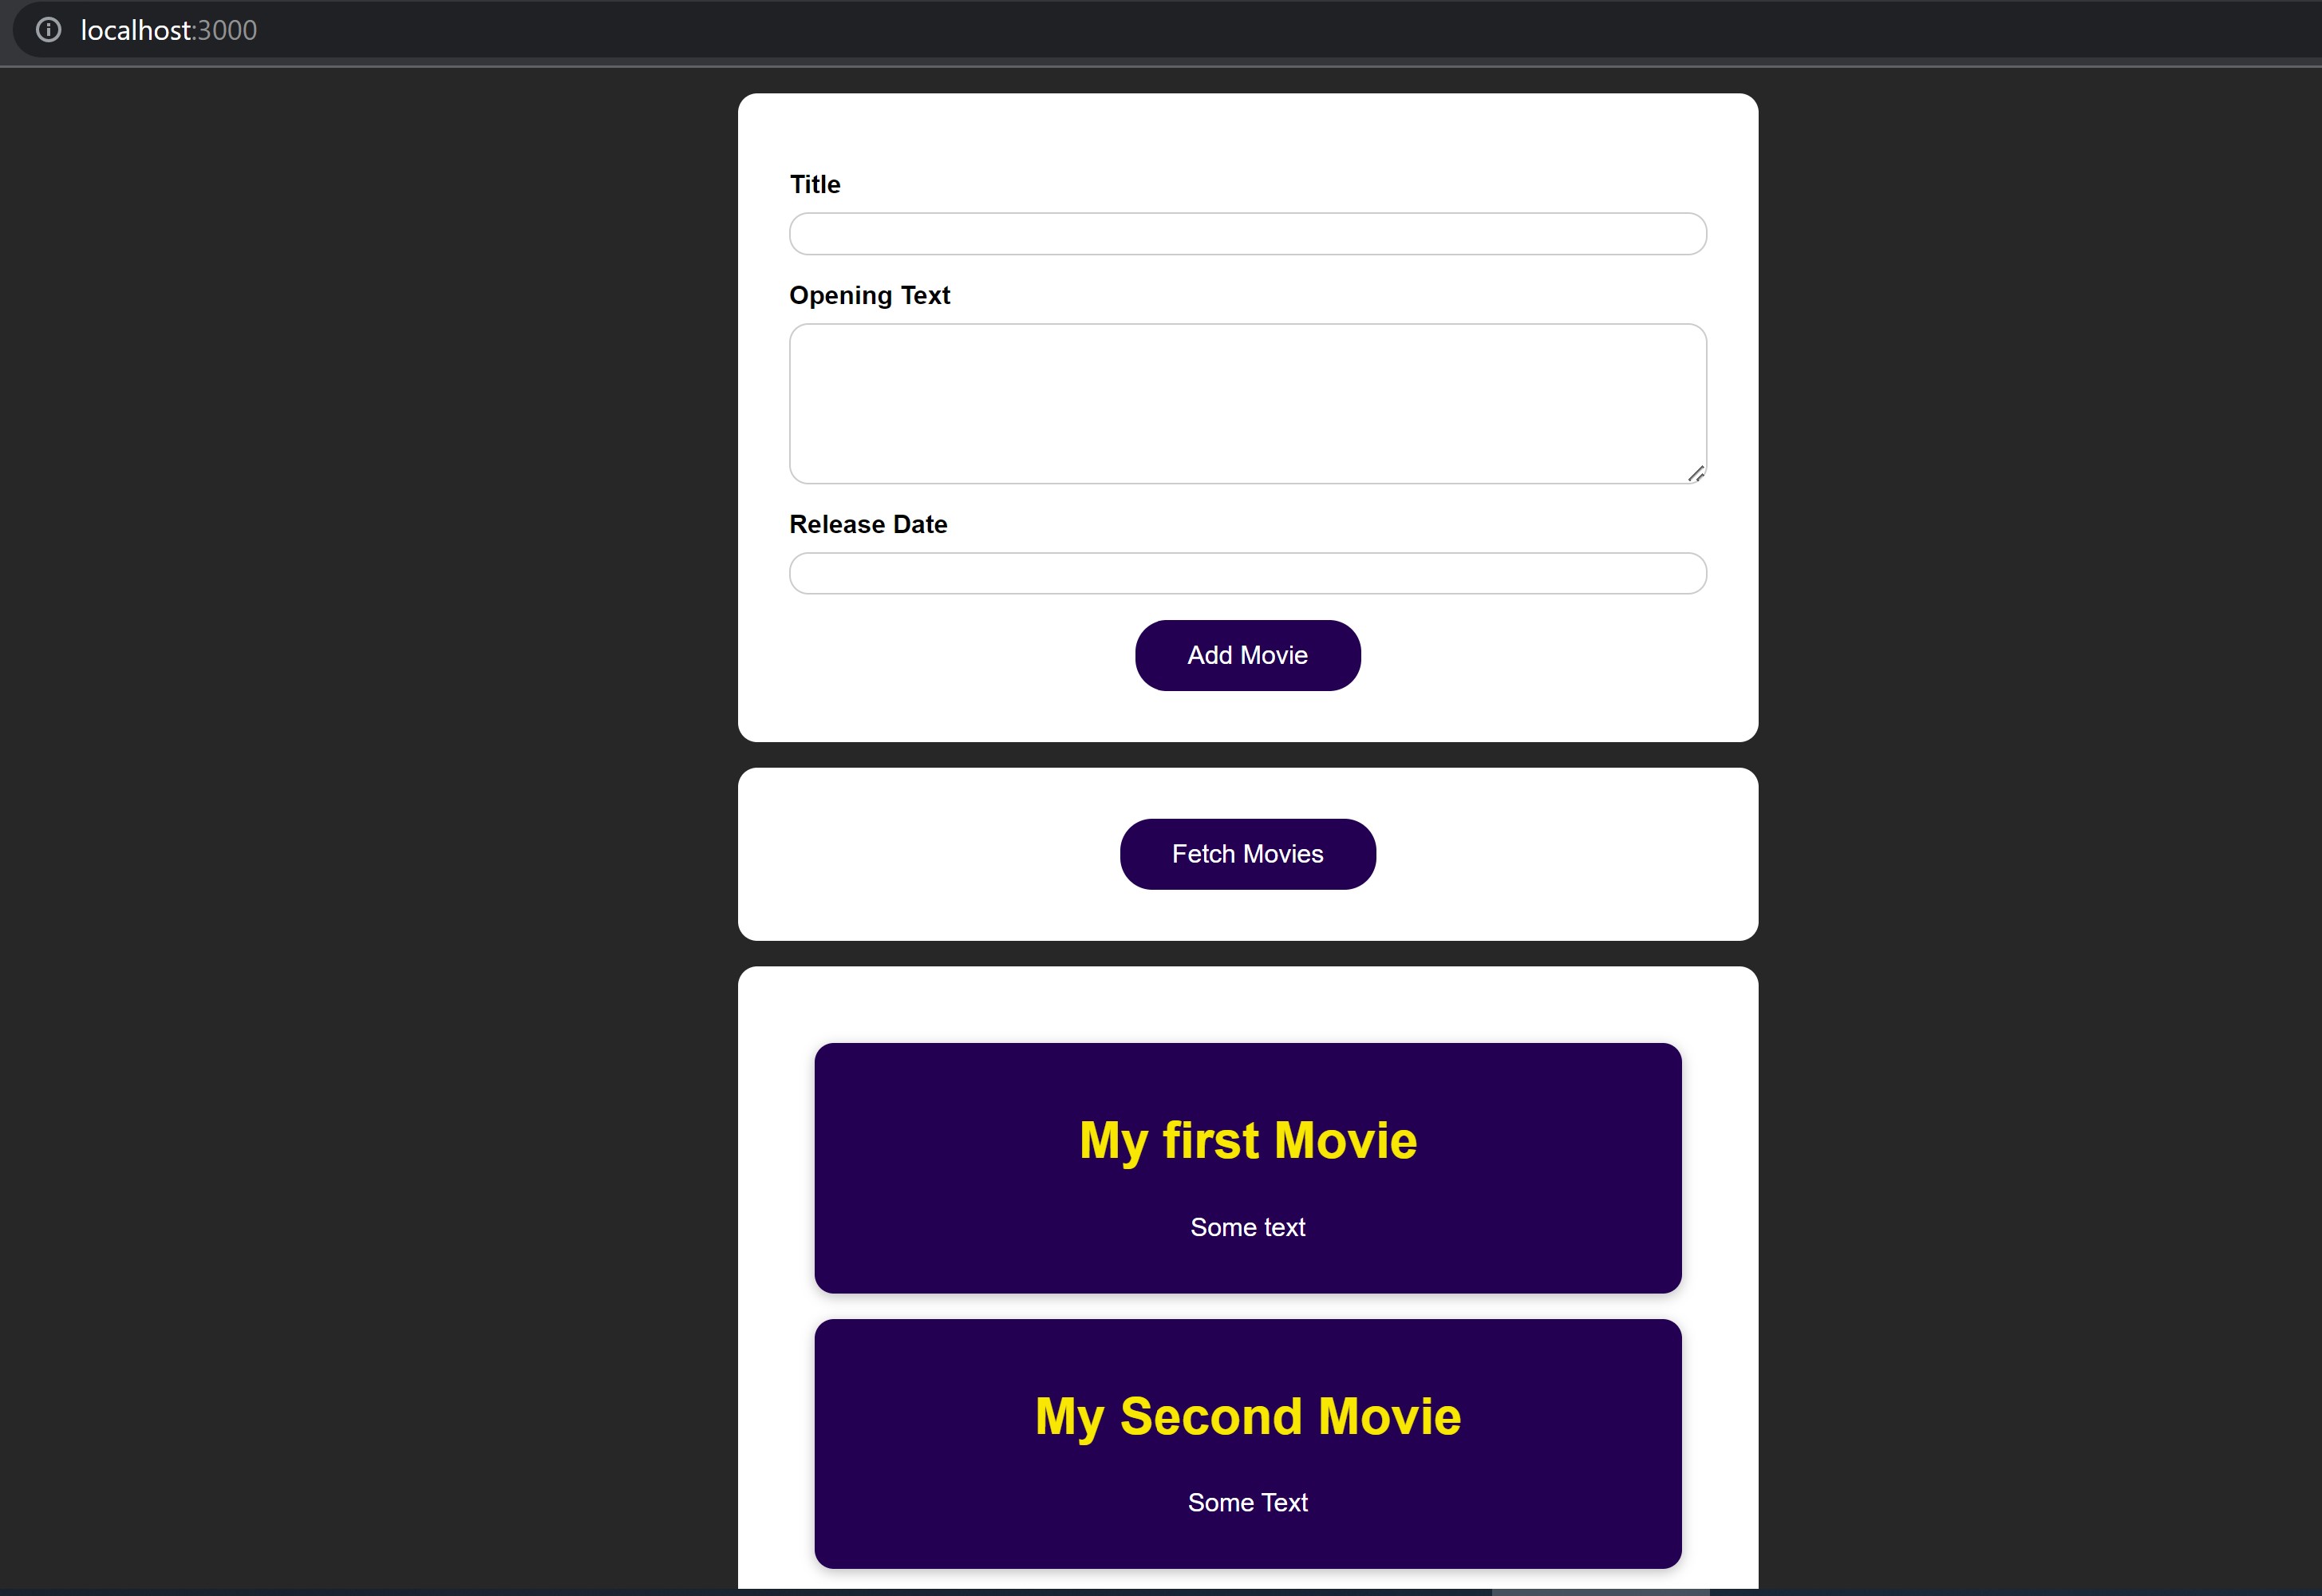 localhost:3000
Title
Opening Text
Release Date
Add Movie
Fetch Movies
My first Movie
Some text
My Second Movie
Some Text